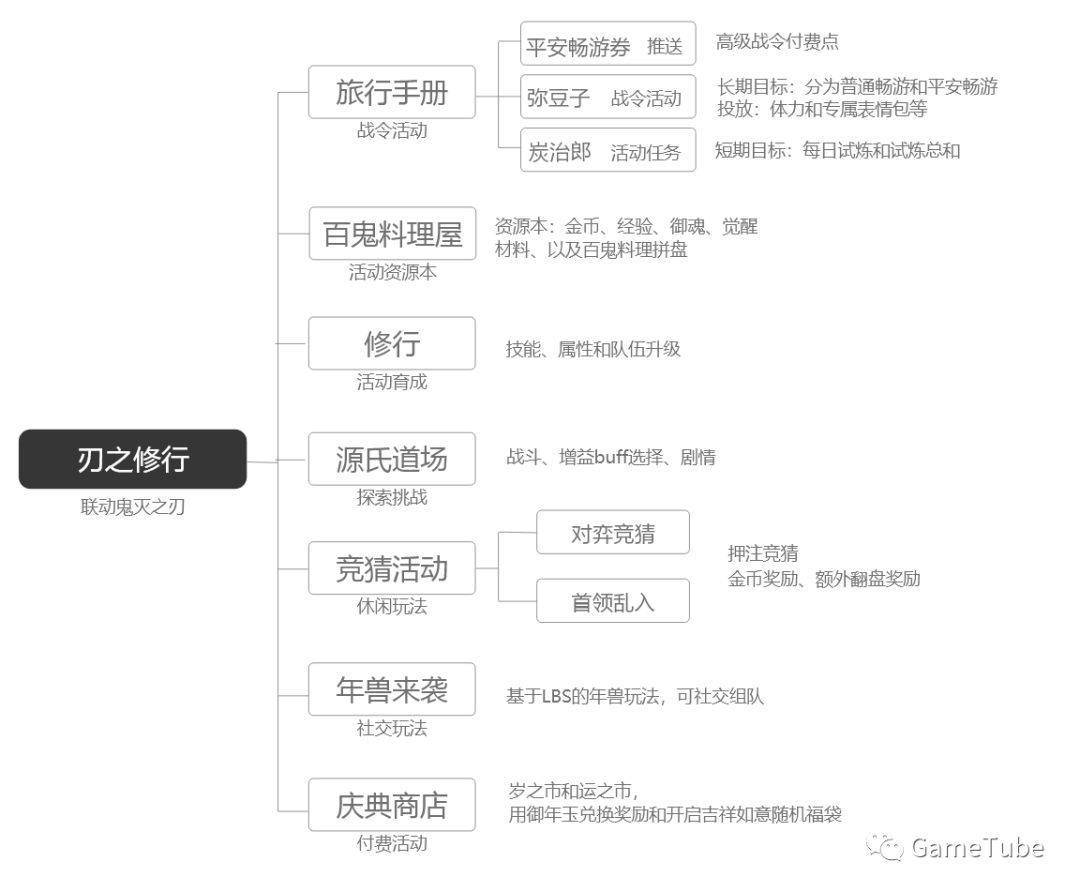 刃之修行
联动鬼灭之刃
旅行手册
战令活动
平安畅游券 推送
高级战令付费点
弥豆子 战令活动
长期目标：分为普通畅游和平安畅游
投放：体力和专属表情包等
炭治郎 活动任务
短期目标：每日试炼和试炼总和
百鬼料理屋
活动资源本
资源本：金币、经验、御魂、觉醒
材料、以及百鬼料理拼盘
修行
活动育成
技能、属性和队伍升级
源氏道场
探索挑战
战斗、增益buff选择、剧情
竞猜活动
休闲玩法
对弈竞猜
首领乱入
押注竞猜
金币奖励、额外翻盘奖励
年兽来袭
社交玩法
基于LBS的年兽玩法，可社交组队
庆典商店
付费活动
岁之市和运之市，
用御年玉兑换奖励和开启吉祥如意随机福袋
GameTube